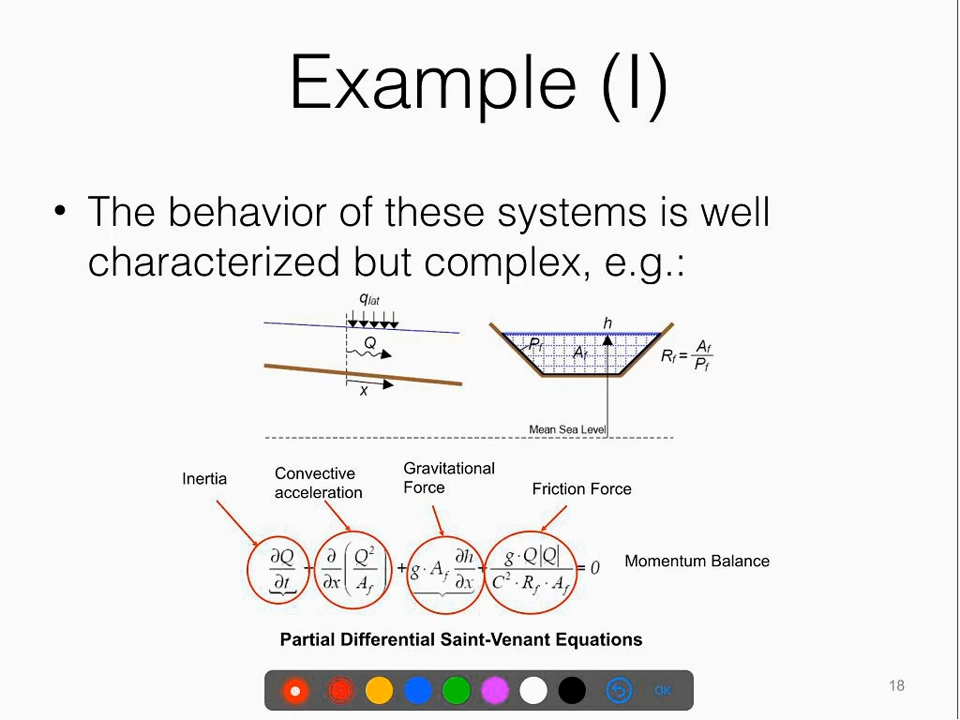 Example (I)
• The behavior of these systems is well
characterized but complex, e.g.:
q_lat
Q
x
h
P_f
A_f
R_f = A_f / P_f
Mean Sea Level
Inertia
Convective
acceleration
Gravitational
Force
Friction Force
∂Q/∂t + ∂/∂x (Q²/A_f) + g · A_f ∂h/∂x + g · Q|Q| / C² · R_f · A_f = 0
Momentum Balance
Partial Differential Saint-Venant Equations
OK
18